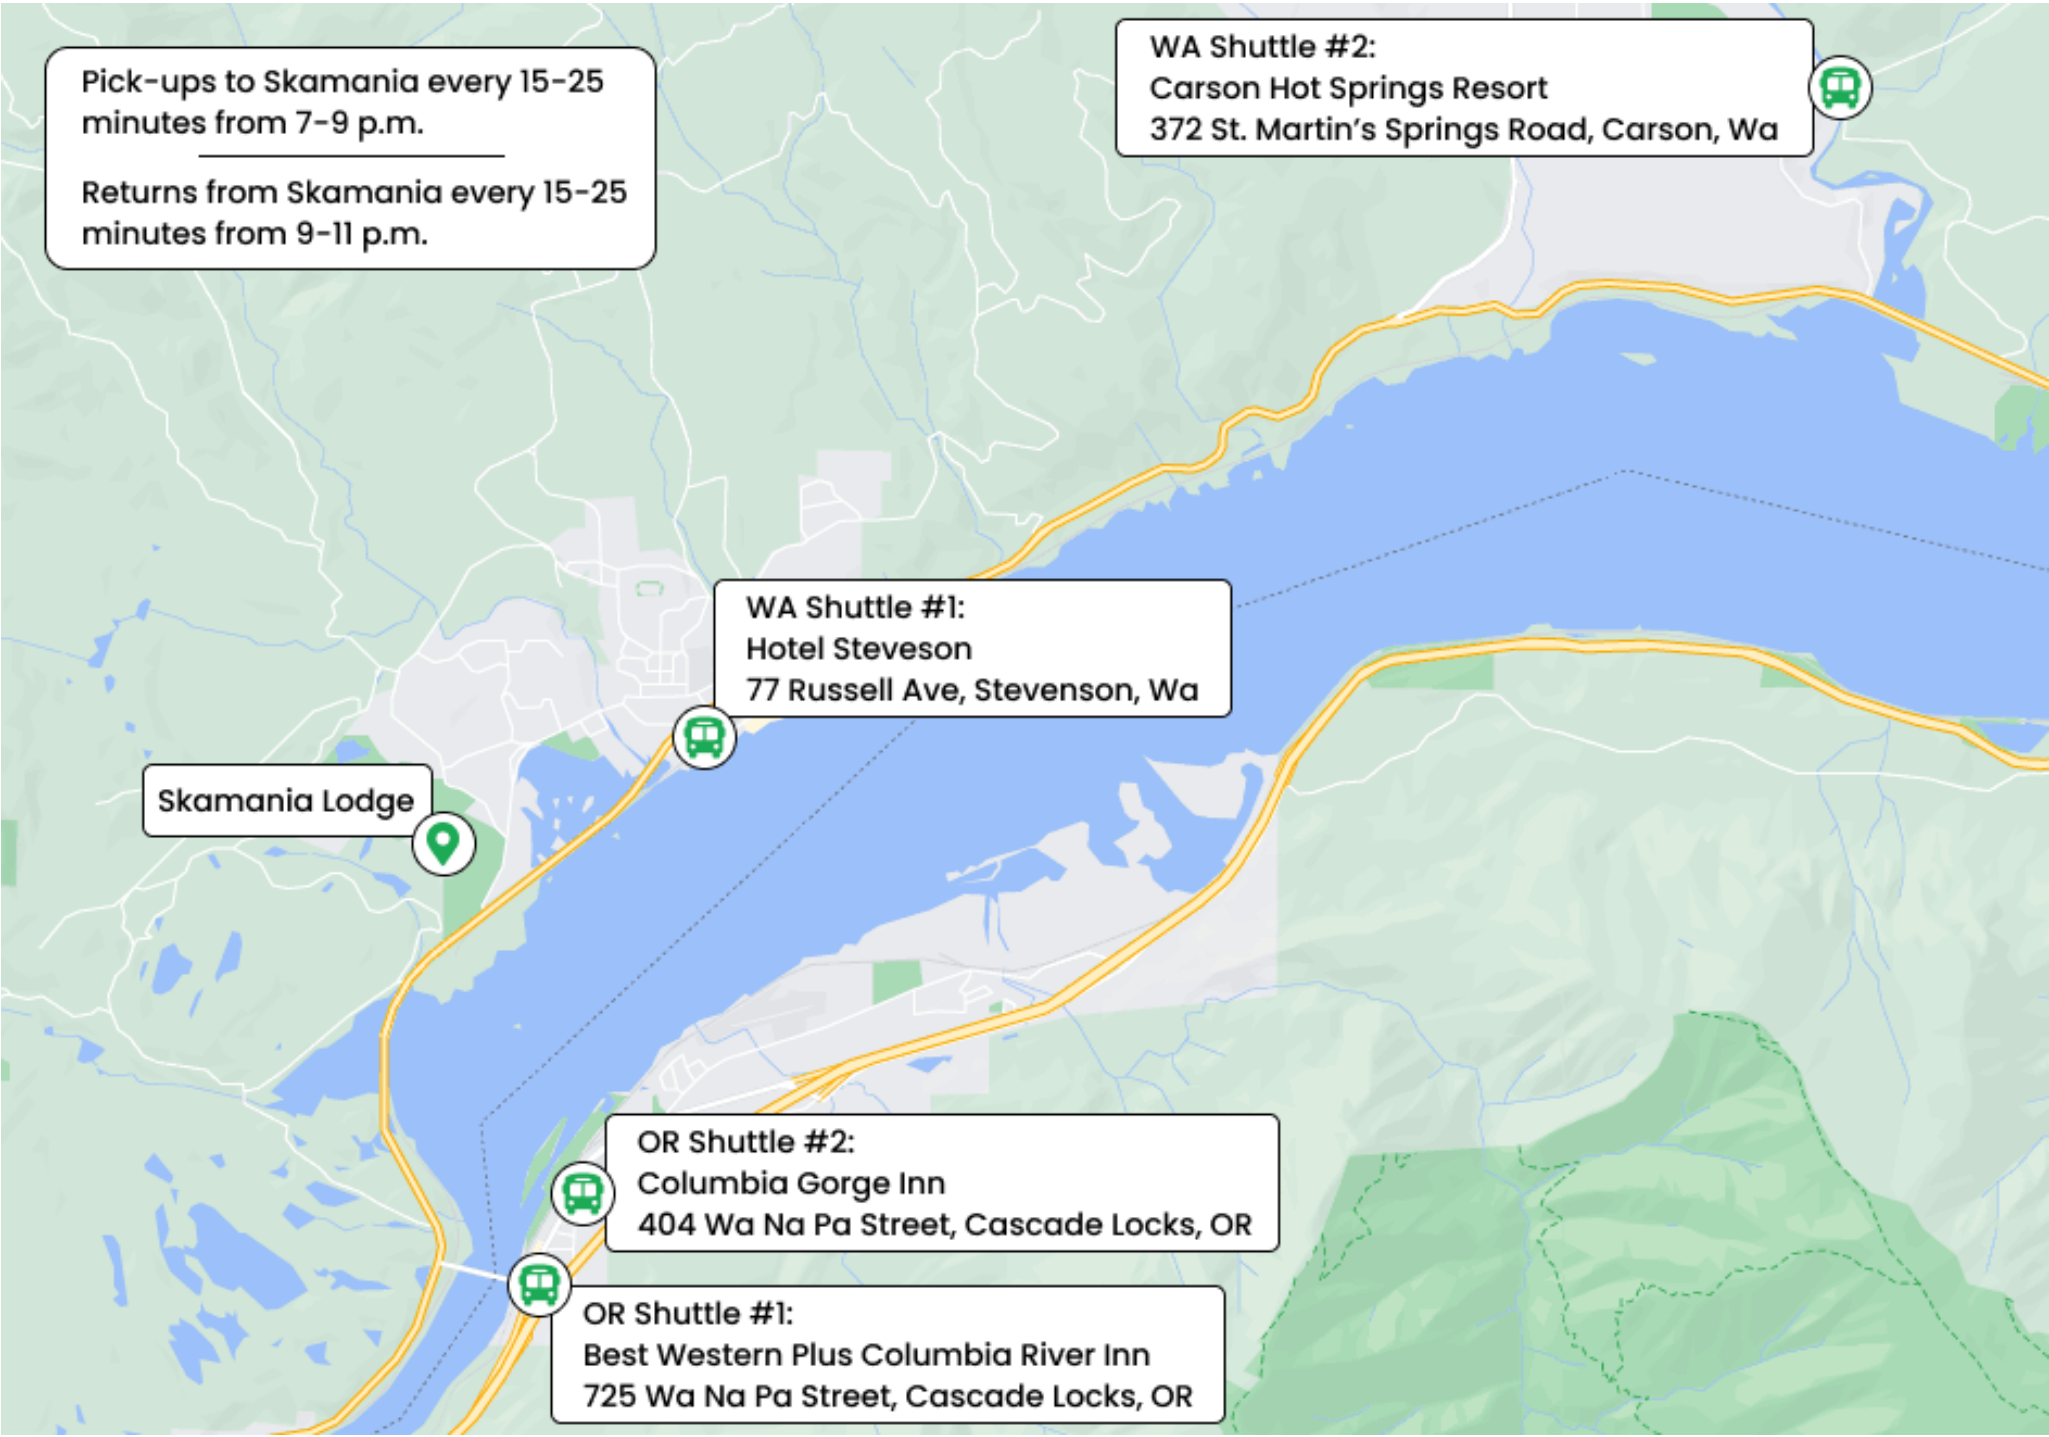 Pick-ups to Skamania every 15-25
minutes from 7-9 p.m.
Returns from Skamania every 15-25
minutes from 9-11 p.m.
WA Shuttle #2:
Carson Hot Springs Resort
372 St. Martin's Springs Road, Carson, Wa
WA Shuttle #1:
Hotel Steveson
77 Russell Ave, Stevenson, Wa
Skamania Lodge
OR Shuttle #2:
Columbia Gorge Inn
404 Wa Na Pa Street, Cascade Locks, OR
OR Shuttle #1:
Best Western Plus Columbia River Inn
725 Wa Na Pa Street, Cascade Locks, OR